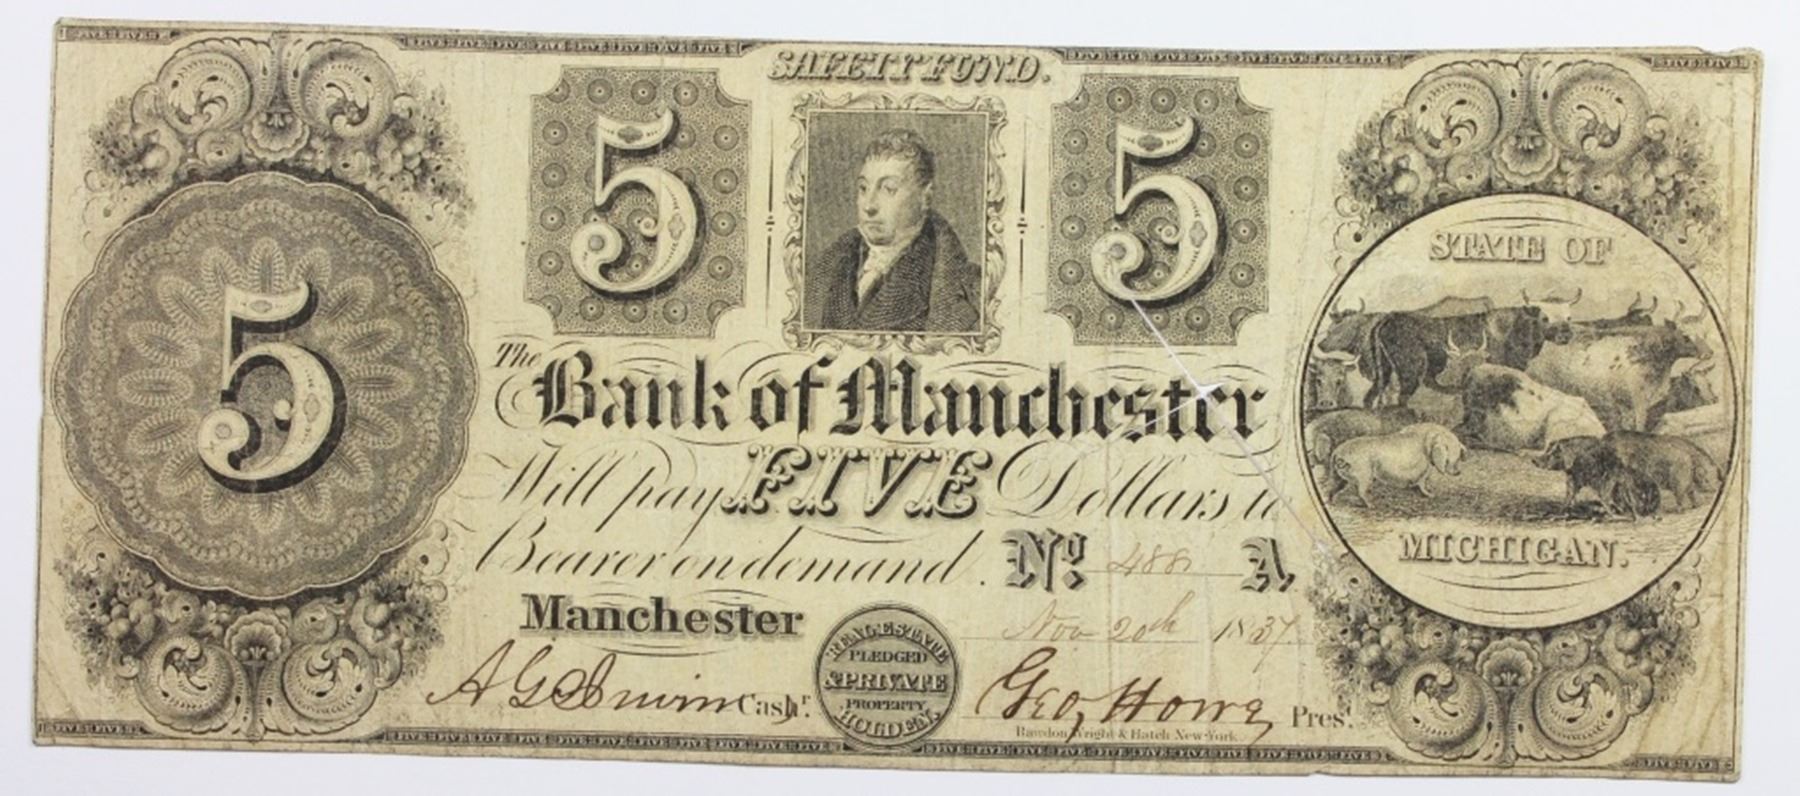 SAFETY FUND.
5 5
5
STATE OF
MICHIGAN.
The Bank of Manchester
Will pay FIVE Dollars to
Bearer on demand. No. 488 A
Manchester Nov 20th 1837
REAL ESTATE
PLEDGED
& PRIVATE
PROPERTY
HOLDEN.
Cash.r
Geo, Howe, Pres.t
Rawdon Wright & Hatch New-York